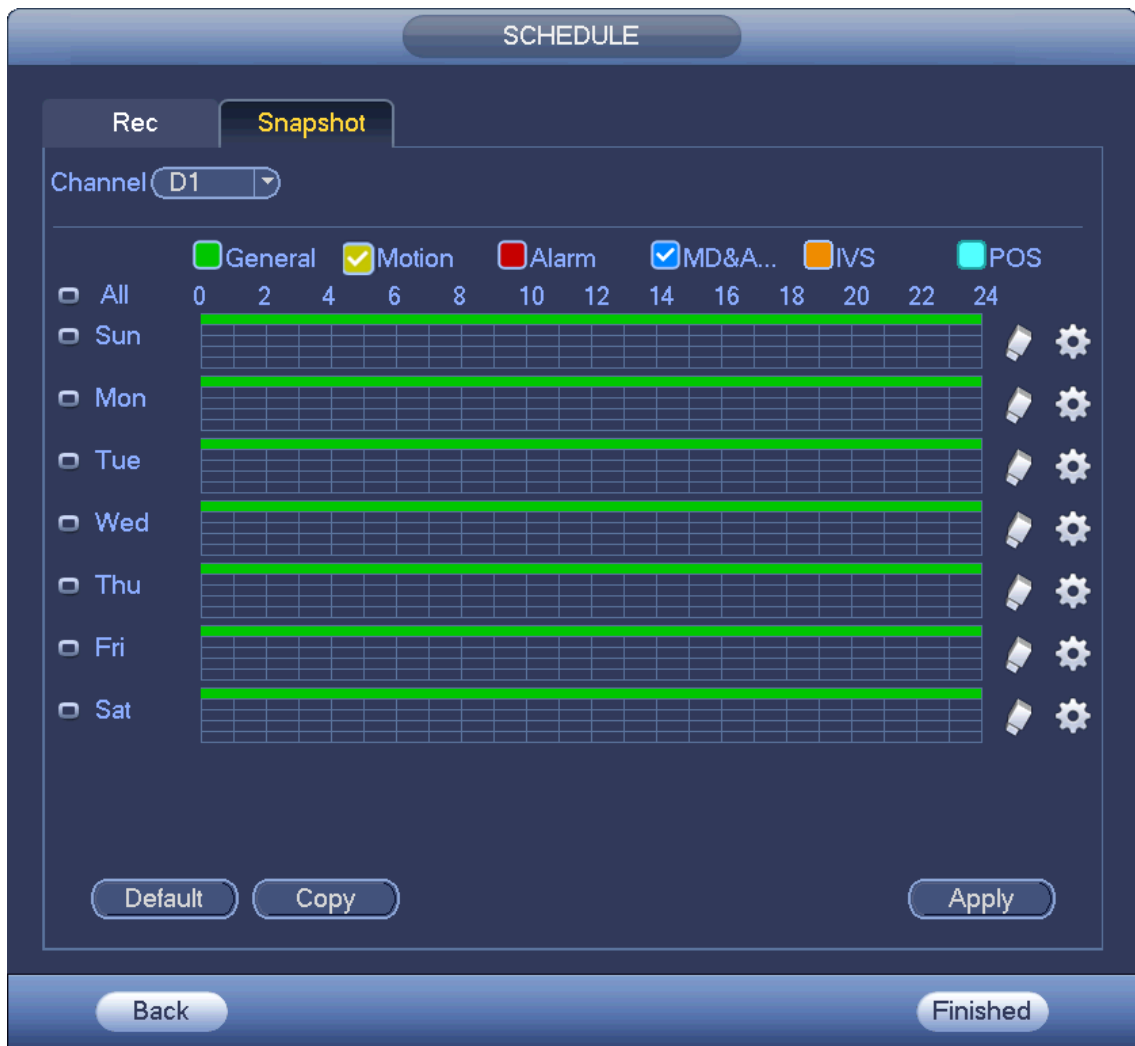 SCHEDULE
Rec Snapshot
Channel D1
General Motion Alarm MD&A... IVS POS
All 0 2 4 6 8 10 12 14 16 18 20 22 24
Sun
Mon
Tue
Wed
Thu
Fri
Sat
Default Copy Apply
Back Finished